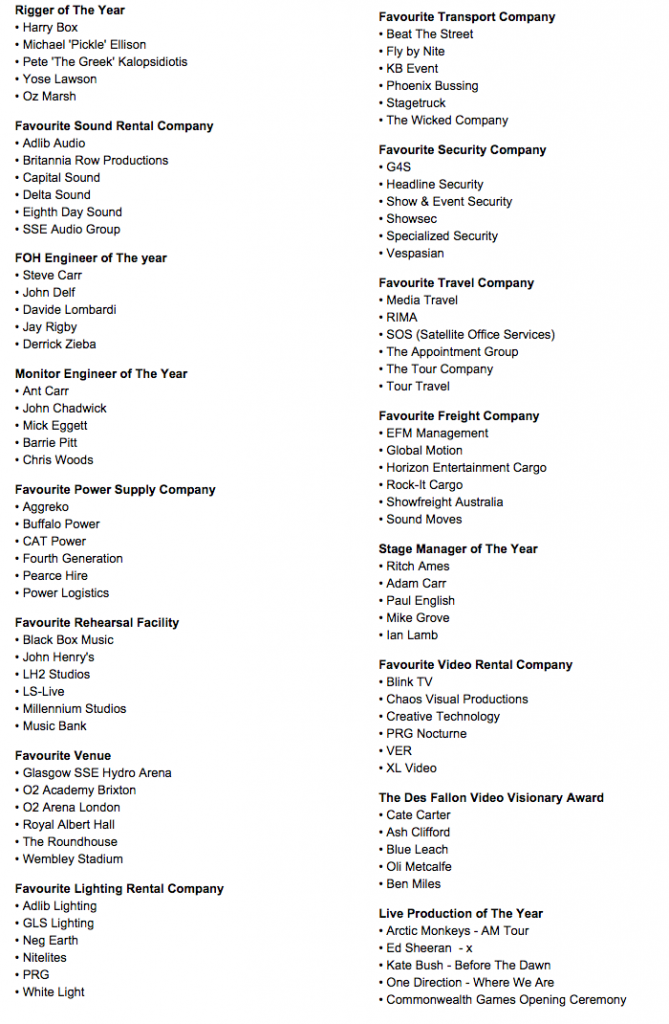 Rigger of The Year
• Harry Box
• Michael 'Pickle' Ellison
• Pete 'The Greek' Kalopsidiotis
• Yose Lawson
• Oz Marsh
Favourite Sound Rental Company
• Adlib Audio
• Britannia Row Productions
• Capital Sound
• Delta Sound
• Eighth Day Sound
• SSE Audio Group
FOH Engineer of The year
• Steve Carr
• John Delf
• Davide Lombardi
• Jay Rigby
• Derrick Zieba
Monitor Engineer of The Year
• Ant Carr
• John Chadwick
• Mick Eggett
• Barrie Pitt
• Chris Woods
Favourite Power Supply Company
• Aggreko
• Buffalo Power
• CAT Power
• Fourth Generation
• Pearce Hire
• Power Logistics
Favourite Rehearsal Facility
• Black Box Music
• John Henry's
• LH2 Studios
• LS-Live
• Millennium Studios
• Music Bank
Favourite Venue
• Glasgow SSE Hydro Arena
• O2 Academy Brixton
• O2 Arena London
• Royal Albert Hall
• The Roundhouse
• Wembley Stadium
Favourite Lighting Rental Company
• Adlib Lighting
• GLS Lighting
• Neg Earth
• Nitelites
• PRG
• White Light
Favourite Transport Company
• Beat The Street
• Fly by Nite
• KB Event
• Phoenix Bussing
• Stagetruck
• The Wicked Company
Favourite Security Company
• G4S
• Headline Security
• Show & Event Security
• Showsec
• Specialized Security
• Vespasian
Favourite Travel Company
• Media Travel
• RIMA
• SOS (Satellite Office Services)
• The Appointment Group
• The Tour Company
• Tour Travel
Favourite Freight Company
• EFM Management
• Global Motion
• Horizon Entertainment Cargo
• Rock-It Cargo
• Showfreight Australia
• Sound Moves
Stage Manager of The Year
• Ritch Ames
• Adam Carr
• Paul English
• Mike Grove
• Ian Lamb
Favourite Video Rental Company
• Blink TV
• Chaos Visual Productions
• Creative Technology
• PRG Nocturne
• VER
• XL Video
The Des Fallon Video Visionary Award
• Cate Carter
• Ash Clifford
• Blue Leach
• Oli Metcalfe
• Ben Miles
Live Production of The Year
• Arctic Monkeys - AM Tour
• Ed Sheeran  - x
• Kate Bush - Before The Dawn
• One Direction - Where We Are
• Commonwealth Games Opening Ceremony